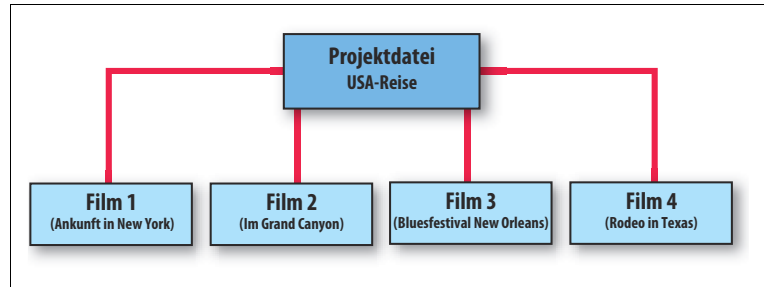 Projektdatei
USA-Reise
Film 1
(Ankunft in New York)
Film 2
(Im Grand Canyon)
Film 3
(Bluesfestival New Orleans)
Film 4
(Rodeo in Texas)